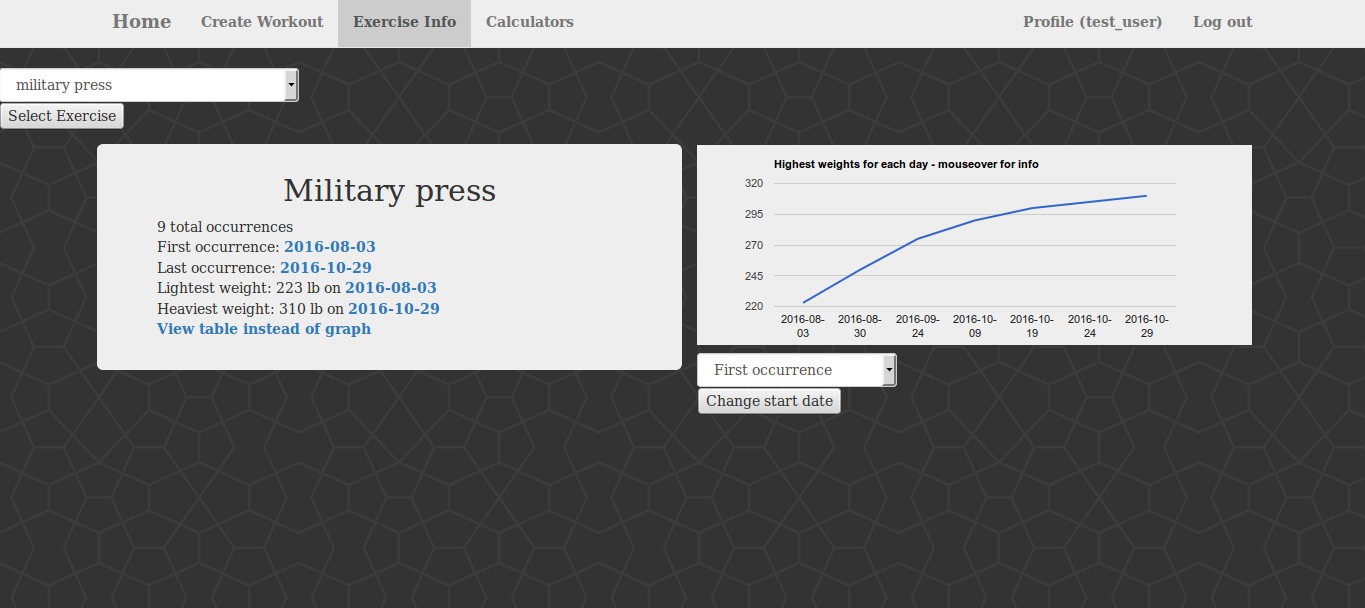 Home Create Workout Exercise Info Calculators Profile (test_user) Log out
military press
Select Exercise
Military press
9 total occurrences
First occurrence: 2016-08-03
Last occurrence: 2016-10-29
Lightest weight: 223 lb on 2016-08-03
Heaviest weight: 310 lb on 2016-10-29
View table instead of graph
Highest weights for each day - mouseover for info
320
295
270
245
220
2016-08- 2016-08- 2016-09- 2016-10- 2016-10- 2016-10- 2016-10-
03 30 24 09 19 24 29
First occurrence
Change start date